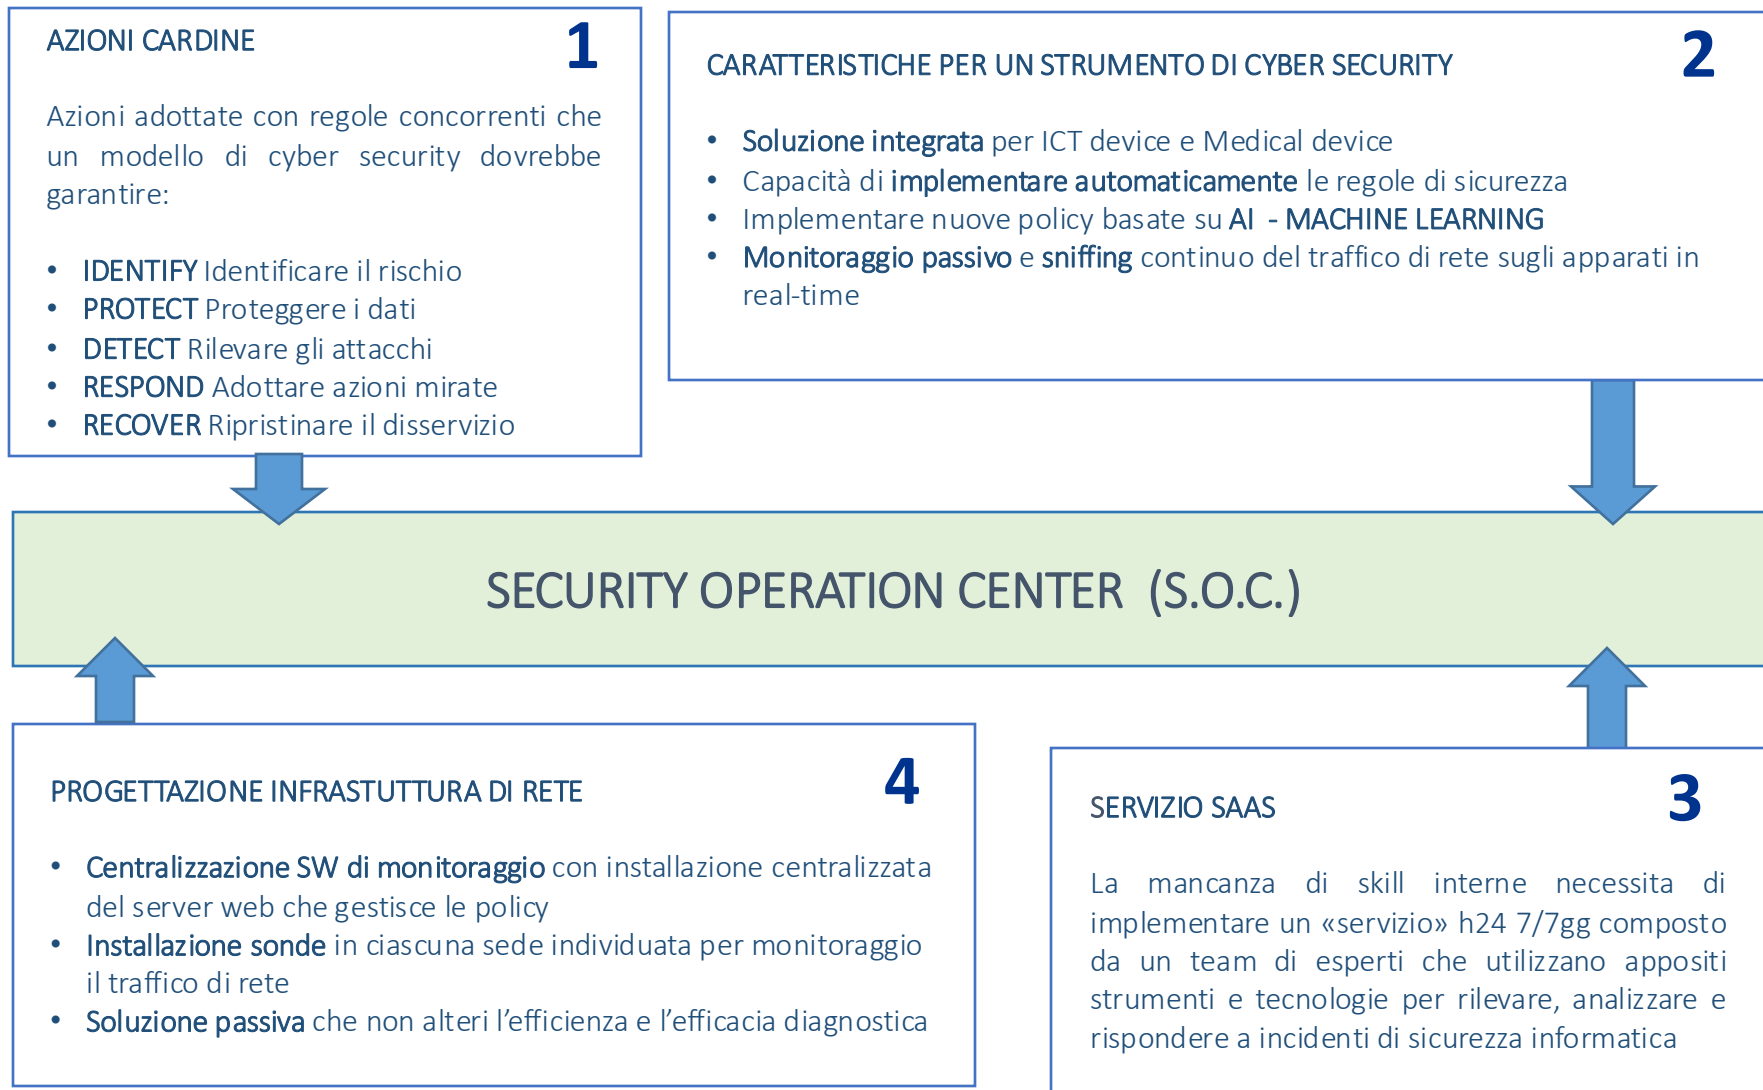 AZIONI CARDINE
1
Azioni adottate con regole concorrenti che
un modello di cyber security dovrebbe
garantire:
• IDENTIFY Identificare il rischio
• PROTECT Proteggere i dati
• DETECT Rilevare gli attacchi
• RESPOND Adottare azioni mirate
• RECOVER Ripristinare il disservizio
CARATTERISTICHE PER UN STRUMENTO DI CYBER SECURITY
2
• Soluzione integrata per ICT device e Medical device
• Capacità di implementare automaticamente le regole di sicurezza
• Implementare nuove policy basate su AI - MACHINE LEARNING
• Monitoraggio passivo e sniffing continuo del traffico di rete sugli apparati in
real-time
SECURITY OPERATION CENTER (S.O.C.)
PROGETTAZIONE INFRASTUTTURA DI RETE
4
• Centralizzazione SW di monitoraggio con installazione centralizzata
del server web che gestisce le policy
• Installazione sonde in ciascuna sede individuata per monitoraggio
il traffico di rete
• Soluzione passiva che non alteri l’efficienza e l’efficacia diagnostica
SERVIZIO SAAS
3
La mancanza di skill interne necessita di
implementare un «servizio» h24 7/7gg composto
da un team di esperti che utilizzano appositi
strumenti e tecnologie per rilevare, analizzare e
rispondere a incidenti di sicurezza informatica